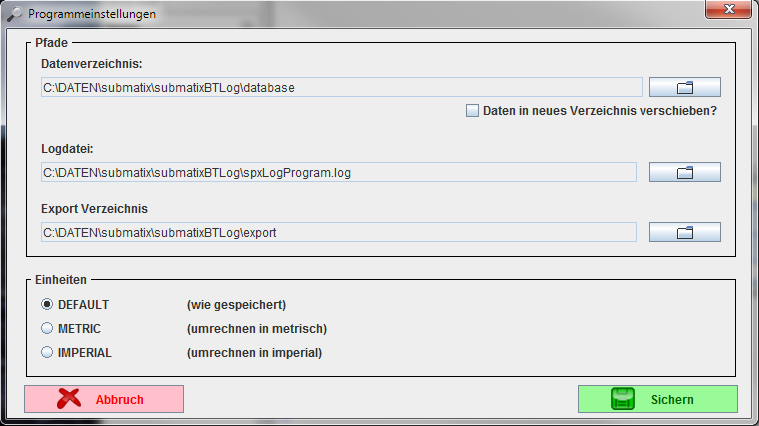 Programmeinstellungen
Pfade
Datenverzeichnis:
C:\DATEN\submatix\submatixBTLog\database
Daten in neues Verzeichnis verschieben?
Logdatei:
C:\DATEN\submatix\submatixBTLog\spxLogProgram.log
Export Verzeichnis
C:\DATEN\submatix\submatixBTLog\export
Einheiten
DEFAULT (wie gespeichert)
METRIC (umrechnen in metrisch)
IMPERIAL (umrechnen in imperial)
Abbruch Sichern